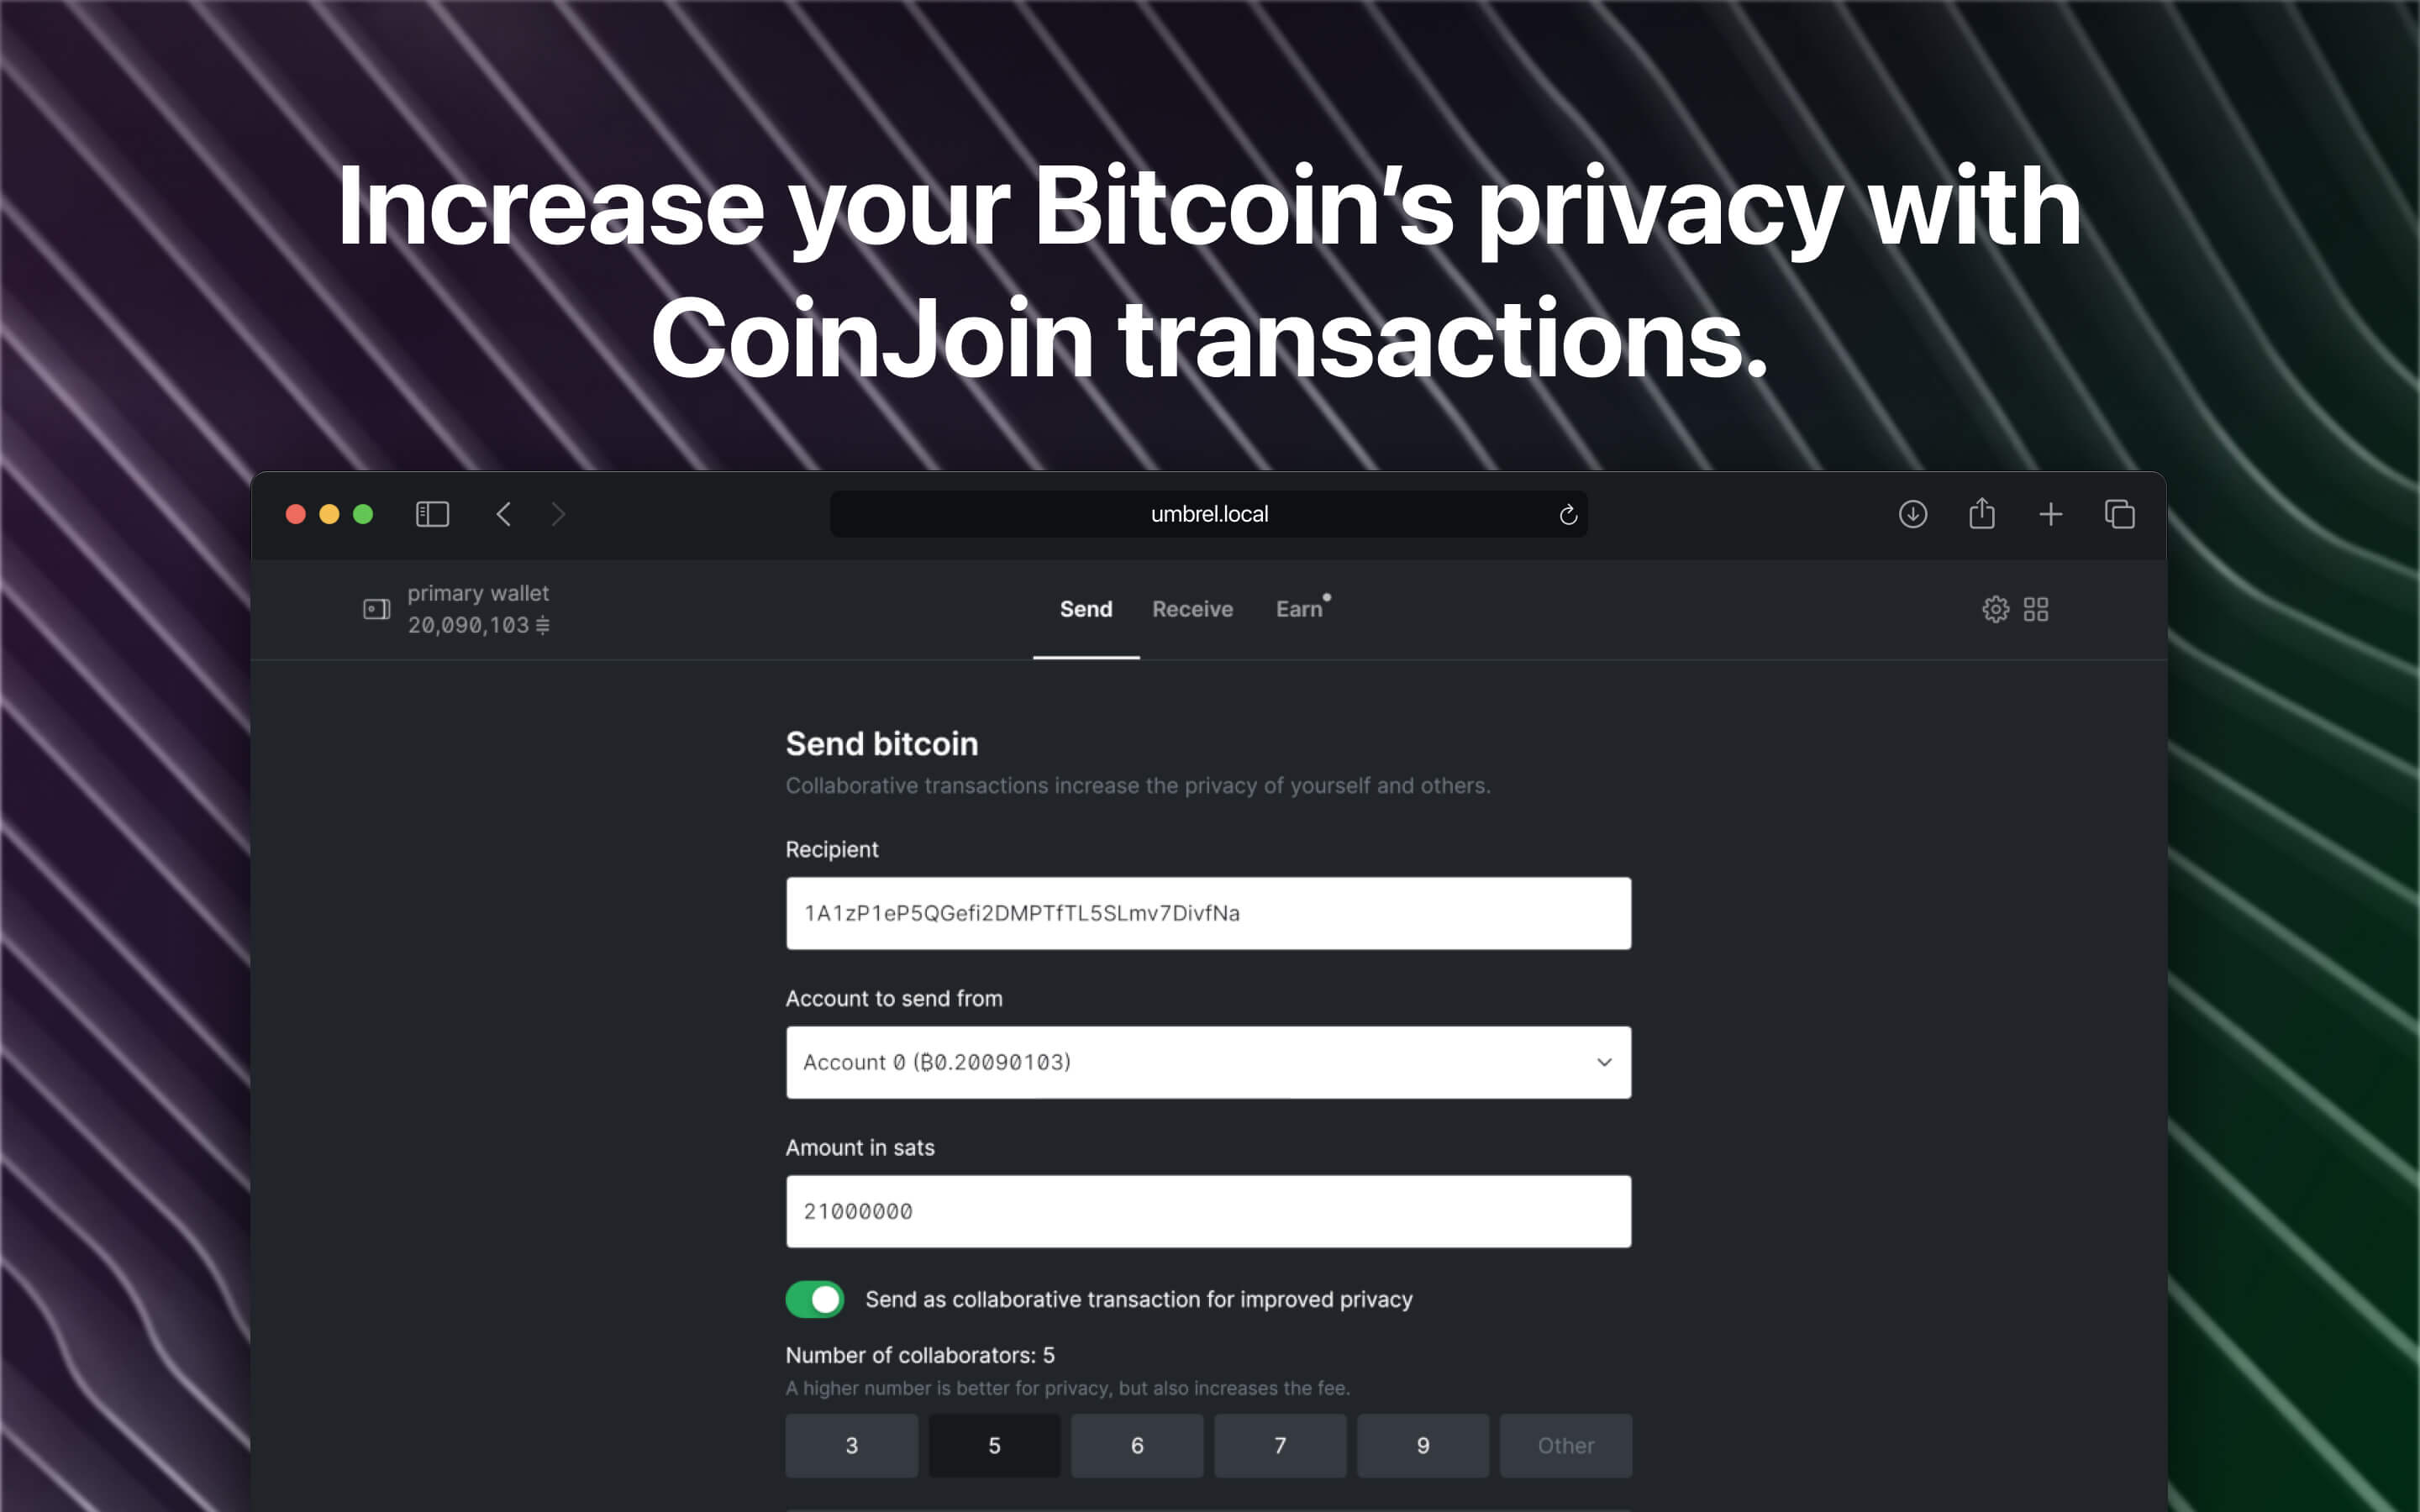 Increase your Bitcoin’s privacy with
CoinJoin transactions.
umbrel.local
primary wallet
20,090,103
Send Receive Earn
Send bitcoin
Collaborative transactions increase the privacy of yourself and others.
Recipient
1A1zP1eP5QGefi2DMPTfTL5SLmv7DivfNa
Account to send from
Account 0 (₿0.20090103)
Amount in sats
21000000
Send as collaborative transaction for improved privacy
Number of collaborators: 5
A higher number is better for privacy, but also increases the fee.
3 5 6 7 9 Other